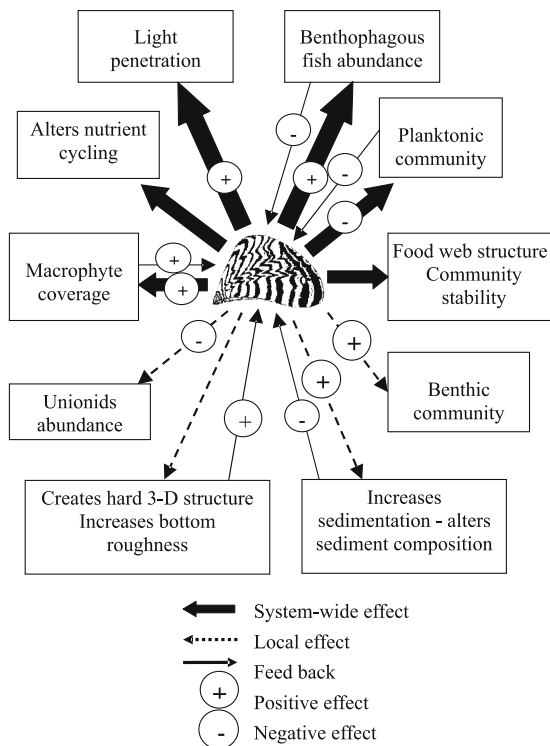 Light
penetration
Benthophagous
fish abundance
Alters nutrient
cycling
Planktonic
community
Macrophyte
coverage
Food web structure
Community
stability
Unionids
abundance
Benthic
community
Creates hard 3-D structure
Increases bottom
roughness
Increases
sedimentation - alters
sediment composition
+
+
-
-
-
+
+
-
+
+
+
-
System-wide effect
Local effect
Feed back
+ Positive effect
- Negative effect